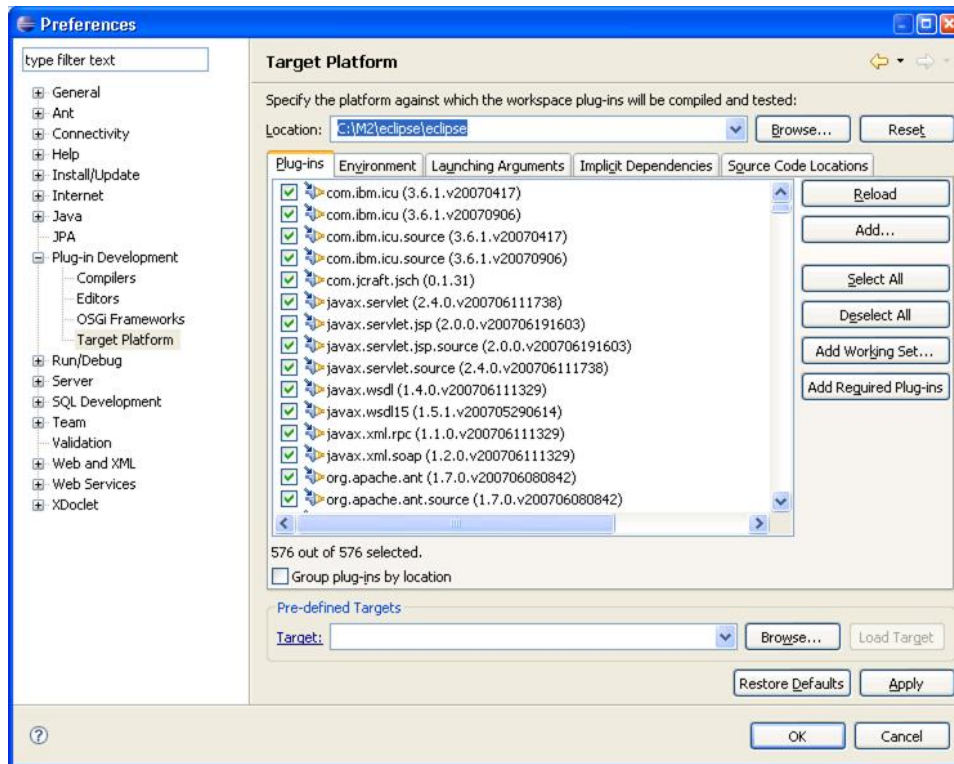 Preferences
type filter text
General
Ant
Connectivity
Help
Install/Update
Internet
Java
JPA
Plug-in Development
Compilers
Editors
OSGi Frameworks
Target Platform
Run/Debug
Server
SQL Development
Team
Validation
Web and XML
Web Services
XDoclet
Target Platform
Specify the platform against which the workspace plug-ins will be compiled and tested:
Location: C:\M2\eclipse\eclipse Browse... Reset
Plug-ins Environment Launching Arguments Implicit Dependencies Source Code Locations
com.ibm.icu (3.6.1.v20070417)
com.ibm.icu (3.6.1.v20070906)
com.ibm.icu.source (3.6.1.v20070417)
com.ibm.icu.source (3.6.1.v20070906)
com.jcraft.jsch (0.1.31)
javax.servlet (2.4.0.v200706111738)
javax.servlet.jsp (2.0.0.v200706191603)
javax.servlet.jsp.source (2.0.0.v200706191603)
javax.servlet.source (2.4.0.v200706111738)
javax.wsdl (1.4.0.v200706111329)
javax.wsdl15 (1.5.1.v200705290614)
javax.xml.rpc (1.1.0.v200706111329)
javax.xml.soap (1.2.0.v200706111329)
org.apache.ant (1.7.0.v200706080842)
org.apache.ant.source (1.7.0.v200706080842)
Reload
Add...
Select All
Deselect All
Add Working Set...
Add Required Plug-ins
576 out of 576 selected.
Group plug-ins by location
Pre-defined Targets
Target: Browse... Load Target
Restore Defaults Apply
? OK Cancel